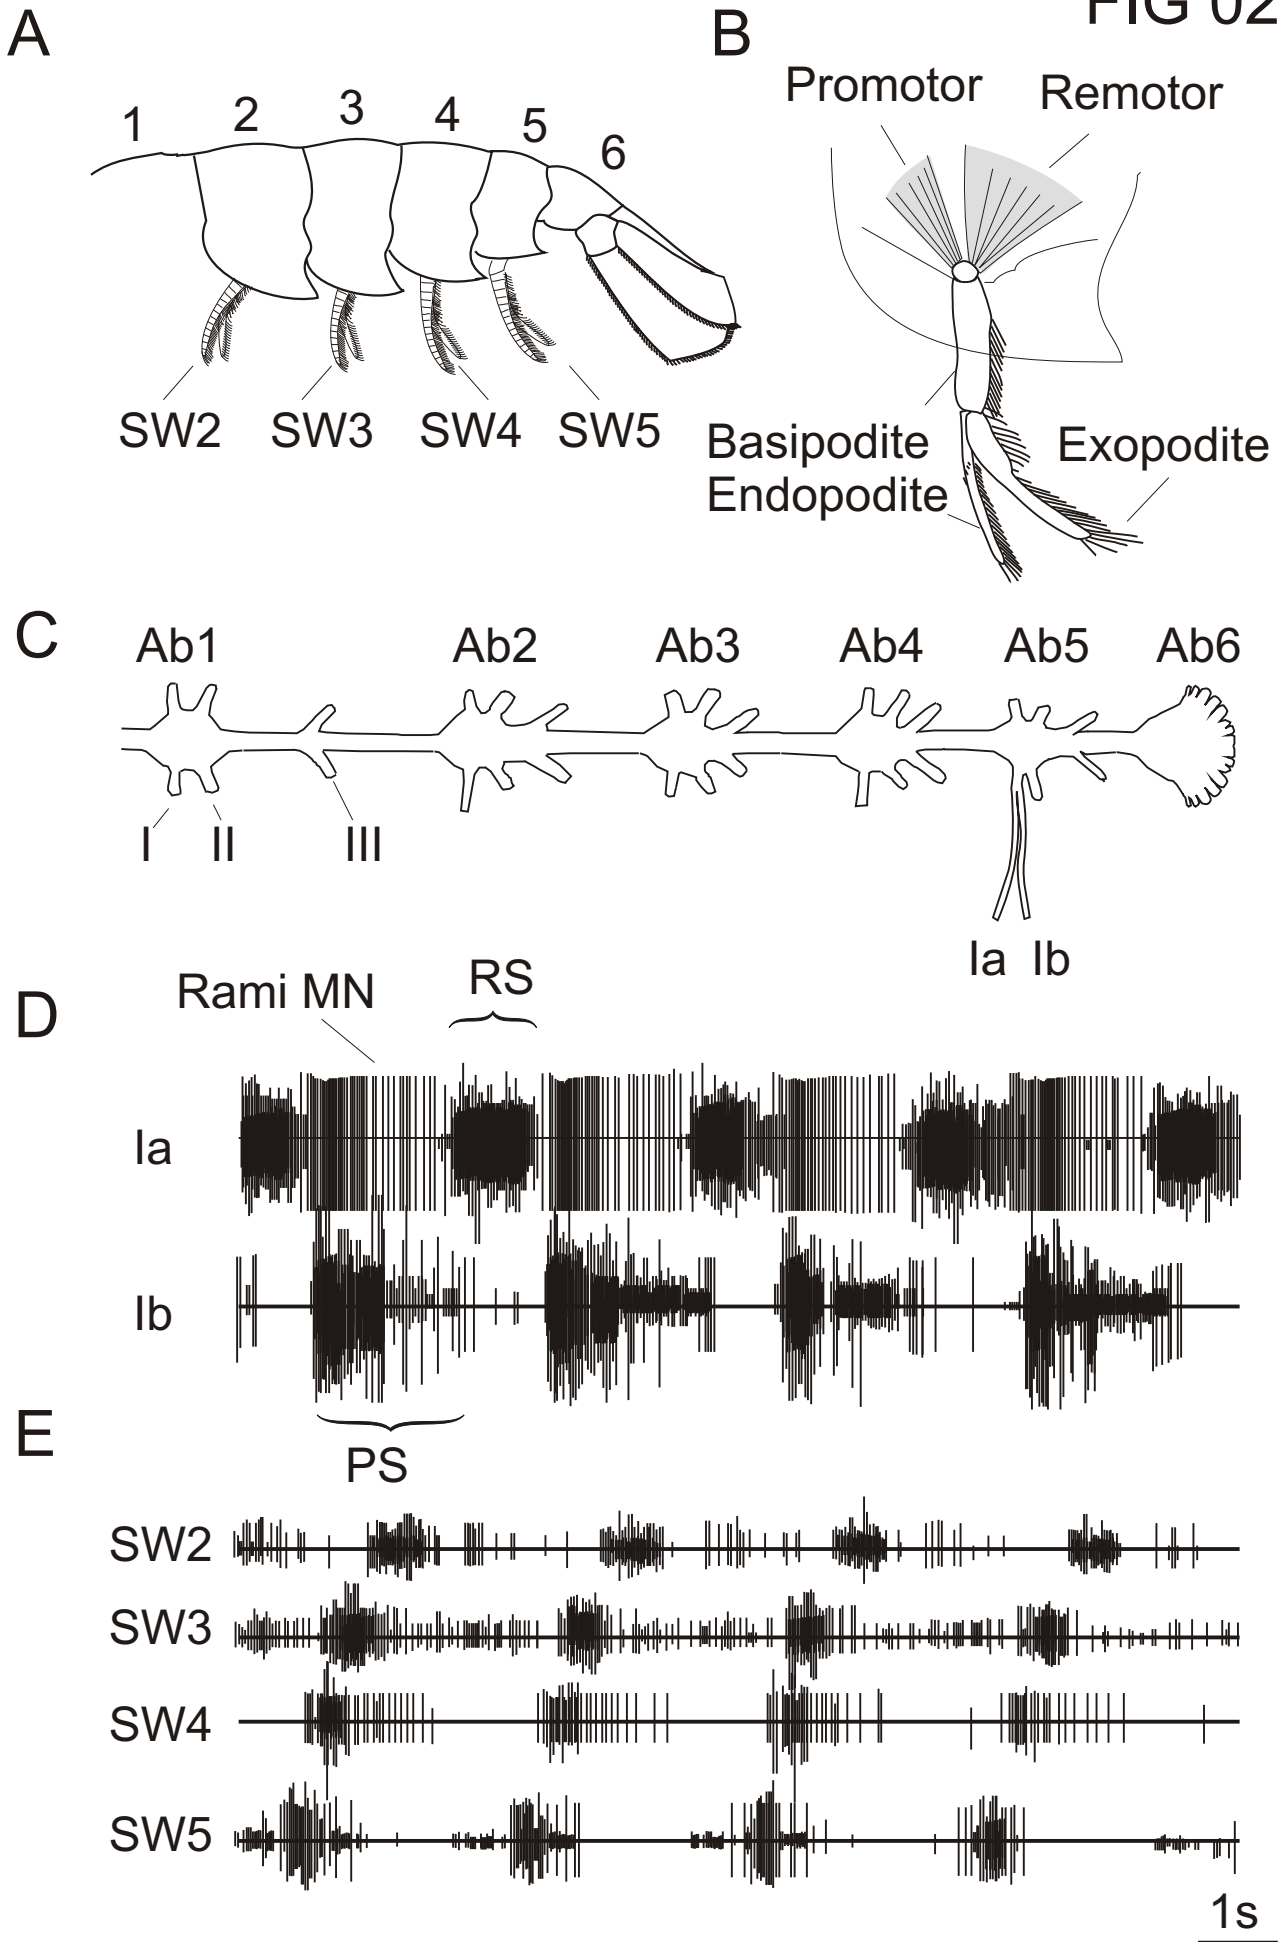 FIG 02
A
B
1
2
3
4
5
6
SW2
SW3
SW4
SW5
Promotor
Remotor
Basipodite
Endopodite
Exopodite
C
Ab1
Ab2
Ab3
Ab4
Ab5
Ab6
I
II
III
Ia
Ib
D
Rami MN
RS
Ia
Ib
PS
E
SW2
SW3
SW4
SW5
1s